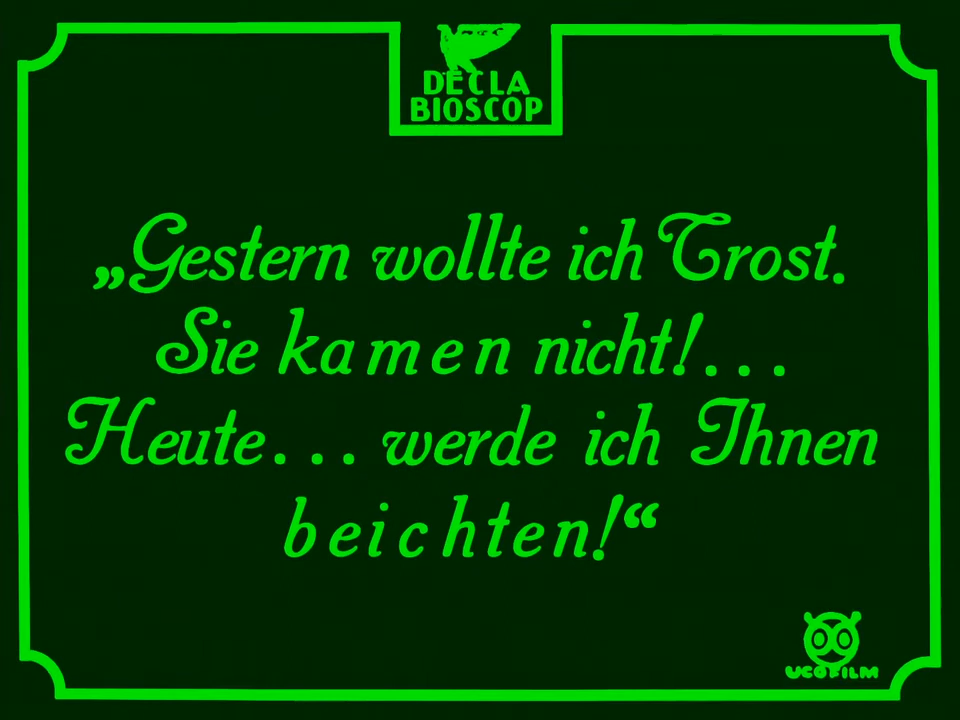 DECLA
BIOSCOP
„Gestern wollte ich Trost.
Sie kamen nicht!...
Heute... werde ich Ihnen
beichten!“
UCOFILM